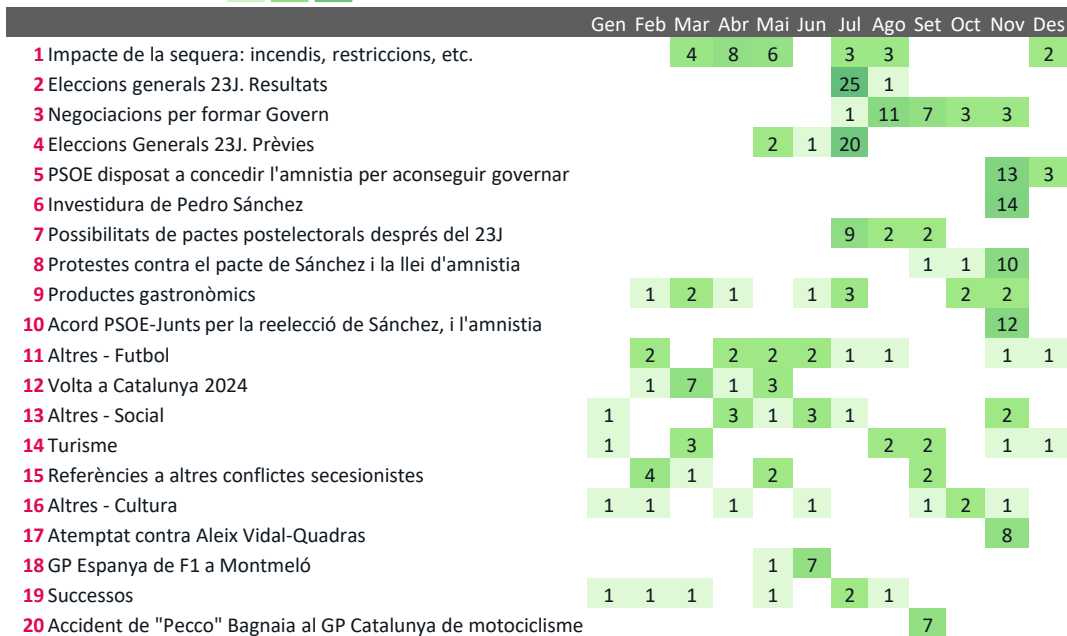 Gen Feb Mar Abr Mai Jun Jul Ago Set Oct Nov Des
1 Impacte de la sequera: incendis, restriccions, etc. 4 8 6 3 3 2
2 Eleccions generals 23J. Resultats 25 1
3 Negociacions per formar Govern 1 11 7 3 3
4 Eleccions Generals 23J. Prèvies 2 1 20
5 PSOE disposat a concedir l'amnistia per aconseguir governar 13 3
6 Investidura de Pedro Sánchez 14
7 Possibilitats de pactes postelectorals després del 23J 9 2 2
8 Protestes contra el pacte de Sánchez i la llei d'amnistia 1 1 10
9 Productes gastronòmics 1 2 1 1 3 2 2
10 Acord PSOE-Junts per la reelecció de Sánchez, i l'amnistia 12
11 Altres - Futbol 2 2 2 2 1 1 1 1
12 Volta a Catalunya 2024 1 7 1 3
13 Altres - Social 1 3 1 3 1 2
14 Turisme 1 3 2 2 1 1
15 Referències a altres conflictes secesionistes 4 1 2 2
16 Altres - Cultura 1 1 1 1 1 2 1
17 Atemptat contra Aleix Vidal-Quadras 8
18 GP Espanya de F1 a Montmeló 1 7
19 Successos 1 1 1 1 2 1
20 Accident de "Pecco" Bagnaia al GP Catalunya de motociclisme 7